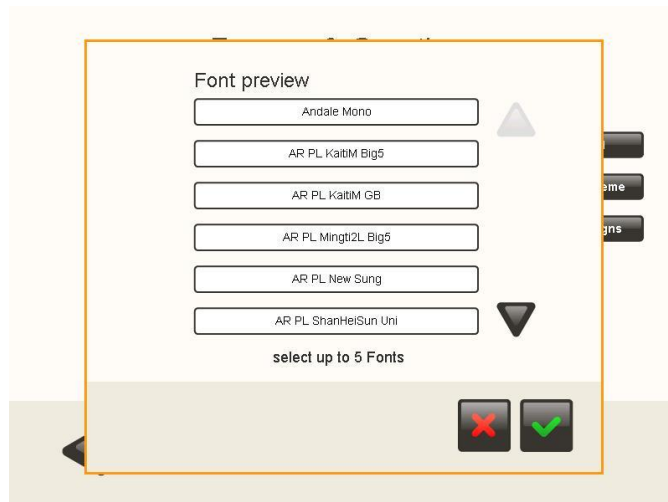 Font preview
Andale Mono
AR PL KaitiM Big5
AR PL KaitiM GB
AR PL Mingti2L Big5
AR PL New Sung
AR PL ShanHeiSun Uni
select up to 5 Fonts